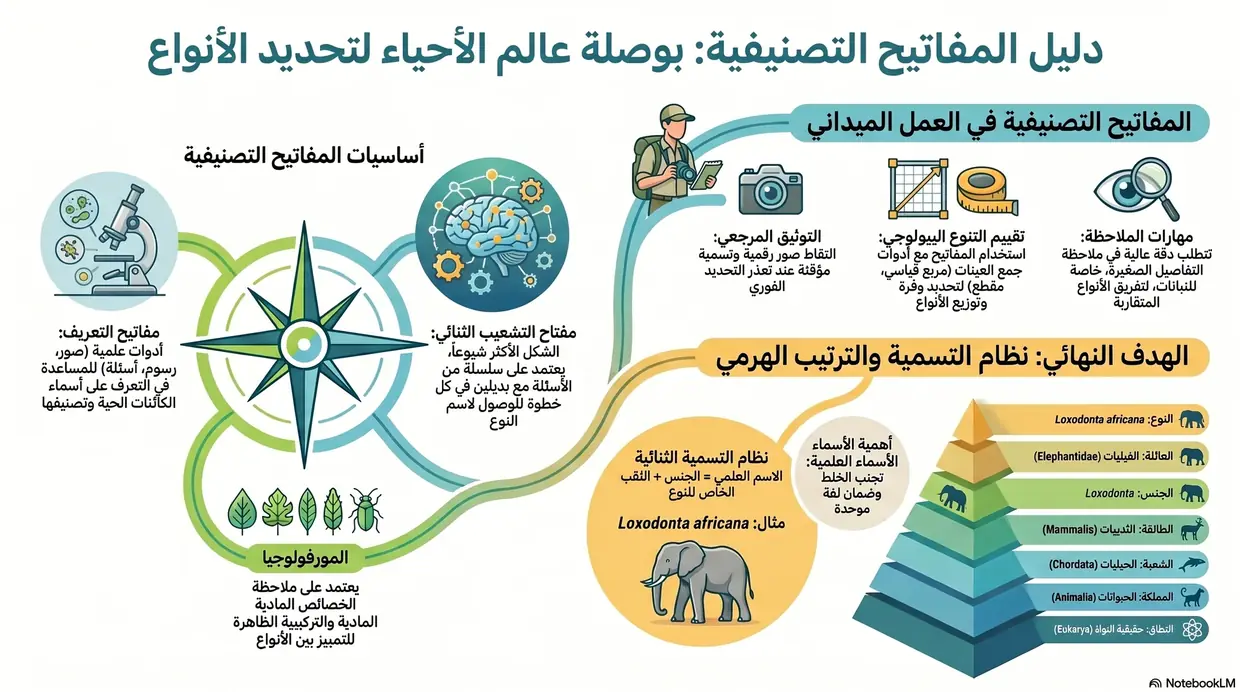 دليل المفاتيح التصنيفية: بوصلة عالم الأحياء لتحديد الأنواع
أساسيات المفاتيح التصنيفية
مفاتيح التعريف:
أدوات علمية (صور،
رسوم، أسئلة) للمساعدة
في التعرف على أسماء
الكائنات الحية وتصنيفها
مفتاح التشعيب الثنائي:
الشكل الأكثر شيوعاً،
يعتمد على سلسلة من
الأسئلة مع بديلين في كل
خطوة للوصول لاسم
النوع
المورفولوجيا
يعتمد على ملاحظة
الخصائص المادية
المادية والتركيبية الظاهرة
للتمييز بين الأنواع
المفاتيح التصنيفية في العمل الميداني
مهارات الملاحظة:
تتطلب دقة عالية في ملاحظة
التفاصيل الصغيرة، خاصة
للنباتات، لتفريق الأنواع
المتقاربة
تقييم التنوع البيولوجي:
استخدام المفاتيح مع أدوات
جمع العينات (مربع قياسي،
مقطع) لتحديد وفرة
وتوزيع الأنواع
التوثيق المرجعي:
التقاط صور رقمية وتسمية
مؤقتة عند تعذر التحديد
الفوري
الهدف النهائي: نظام التسمية والترتيب الهرمي
نظام التسمية الثنائية
الاسم العلمي = الجنس + الثقب
الخاص للنوع
مثال: Loxodonta africana
أهمية الأسماء
الأسماء العلمية:
تجنب الخلط
وضمان لغة
موحدة
النوع: Loxodonta africana
العائلة: الفيليات (Elephantidae)
الجنس: Loxodonta
الطائفة: الثدييات (Mammalis)
الشعبة: الحبليات (Chordata)
المملكة: الحيوانات (Animalia)
النطاق: حقيقية النواة (Eukarya)
NotebookLM